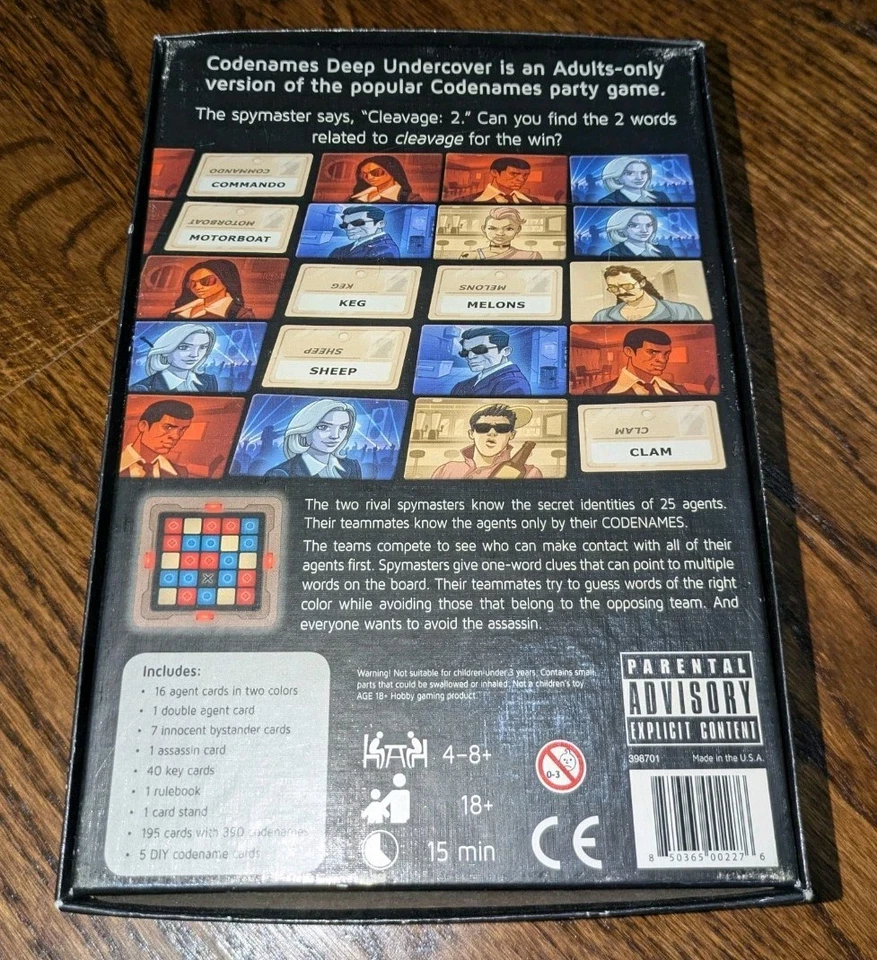 Codenames Deep Undercover is an Adults-only
version of the popular Codenames party game.
The spymaster says, "Cleavage: 2." Can you find the 2 words
related to cleavage for the win?
COMMANDO
COMMANDO
MOTORBOAT
MOTORBOAT
KEG
KEG
MELONS
MELONS
SHEEP
SHEEP
CLAM
CLAM
The two rival spymasters know the secret identities of 25 agents.
Their teammates know the agents only by their CODENAMES.
The teams compete to see who can make contact with all of their
agents first. Spymasters give one-word clues that can point to multiple
words on the board. Their teammates try to guess words of the right
color while avoiding those that belong to the opposing team. And
everyone wants to avoid the assassin.
Includes:
• 16 agent cards in two colors
• 1 double agent card
• 7 innocent bystander cards
• 1 assassin card
• 40 key cards
• 1 rulebook
• 1 card stand
• 195 cards with 390 codenames
• 5 DIY codename cards
Warning! Not suitable for children under 3 years. Contains small
parts that could be swallowed or inhaled. Not a children's toy.
AGE 18+ Hobby gaming product
4-8+
18+
15 min
0-3
CE
PARENTAL
ADVISORY
EXPLICIT CONTENT
398701 Made in the U.S.A.
8 50365 00227 6